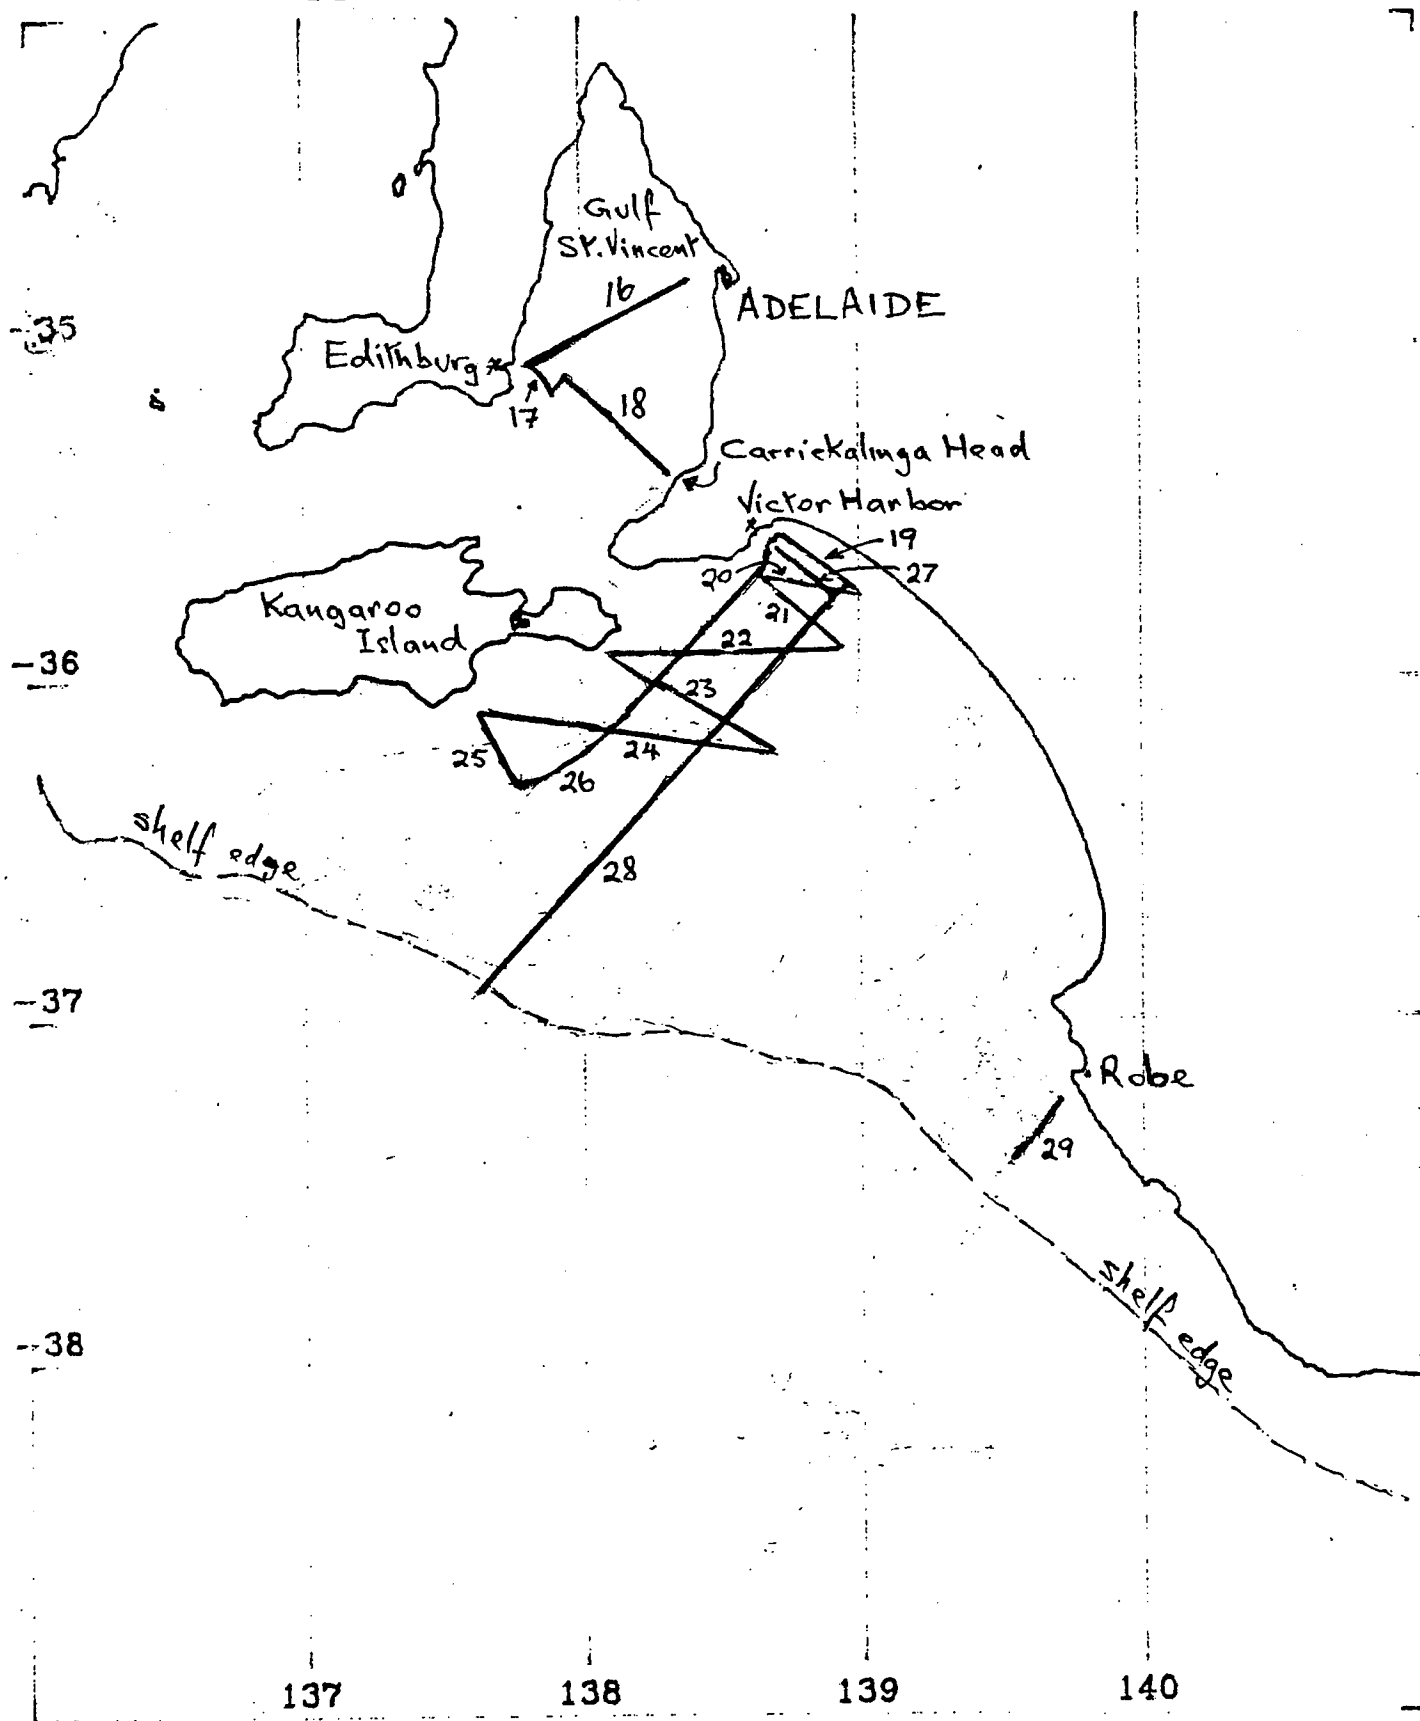 Gulf
St. Vincent
16
ADELAIDE
-35
Edithburg
17
18
Carrickalinga Head
Victor Harbor
19
20
27
Kangaroo
Island
21
22
-36
23
25
24
26
shelf edge
28
-37
Robe
29
shelf edge
-38
137
138
139
140